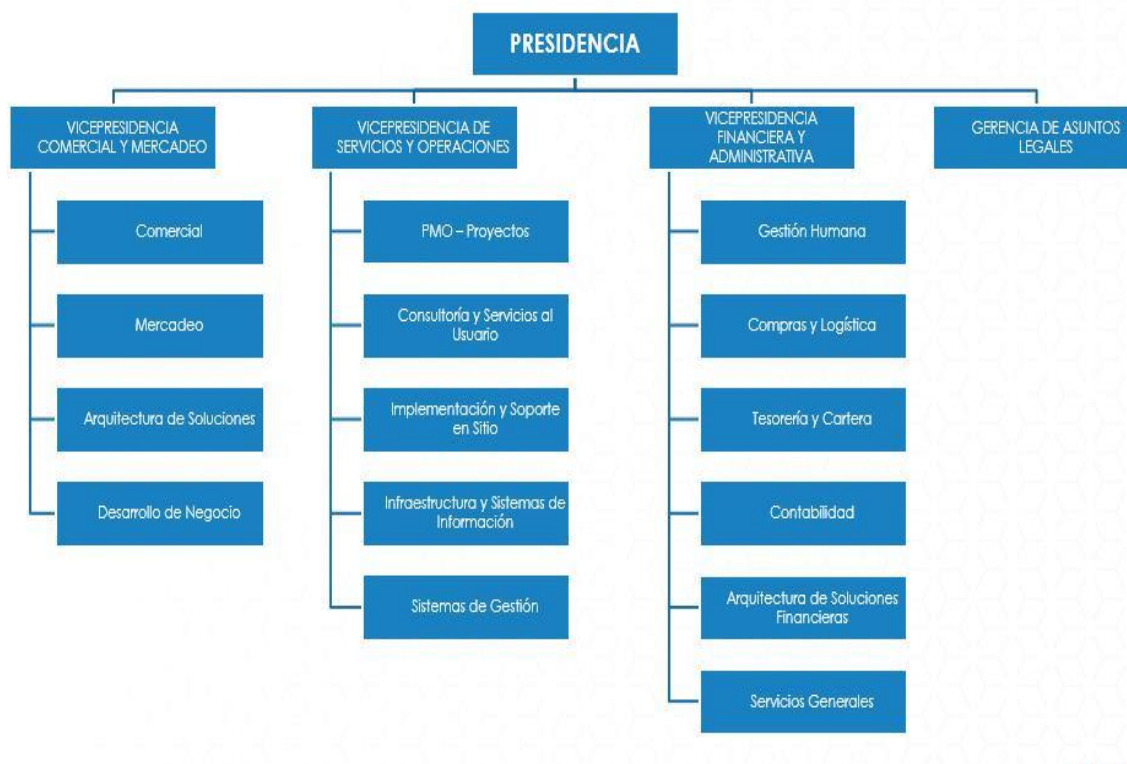 PRESIDENCIA
VICEPRESIDENCIA
COMERCIAL Y MERCADEO
VICEPRESIDENCIA DE
SERVICIOS Y OPERACIONES
VICEPRESIDENCIA
FINANCIERA Y
ADMINISTRATIVA
GERENCIA DE ASUNTOS
LEGALES
Comercial
Mercadeo
Arquitectura de Soluciones
Desarrollo de Negocio
PMO – Proyectos
Consultoría y Servicios al
Usuario
Implementación y Soporte
en Sitio
Infraestructura y Sistemas de
Información
Sistemas de Gestión
Gestión Humana
Compras y Logística
Tesorería y Cartera
Contabilidad
Arquitectura de Soluciones
Financieras
Servicios Generales